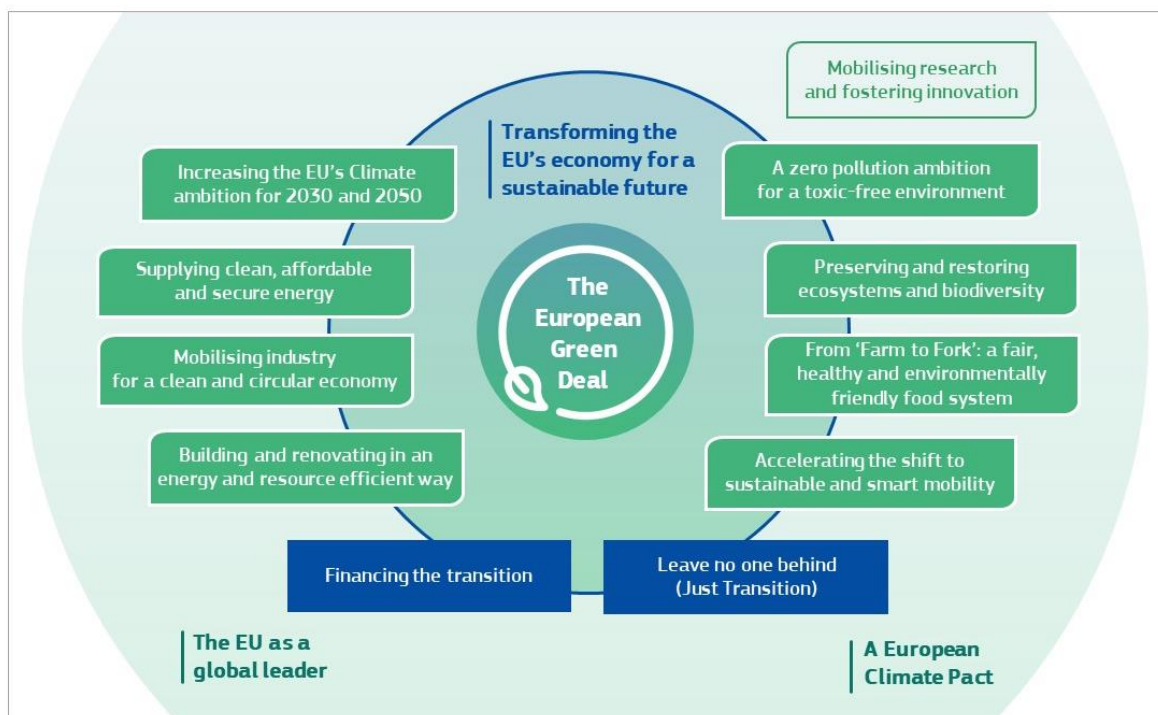 Mobilising research
and fostering innovation
Transforming the
EU's economy for a
sustainable future
Increasing the EU's Climate
ambition for 2030 and 2050
A zero pollution ambition
for a toxic-free environment
Supplying clean, affordable
and secure energy
Preserving and restoring
ecosystems and biodiversity
The
European
Green
Deal
Mobilising industry
for a clean and circular economy
From ‘Farm to Fork’: a fair,
healthy and environmentally
friendly food system
Building and renovating in an
energy and resource efficient way
Accelerating the shift to
sustainable and smart mobility
Financing the transition
Leave no one behind
(Just Transition)
The EU as a
global leader
A European
Climate Pact